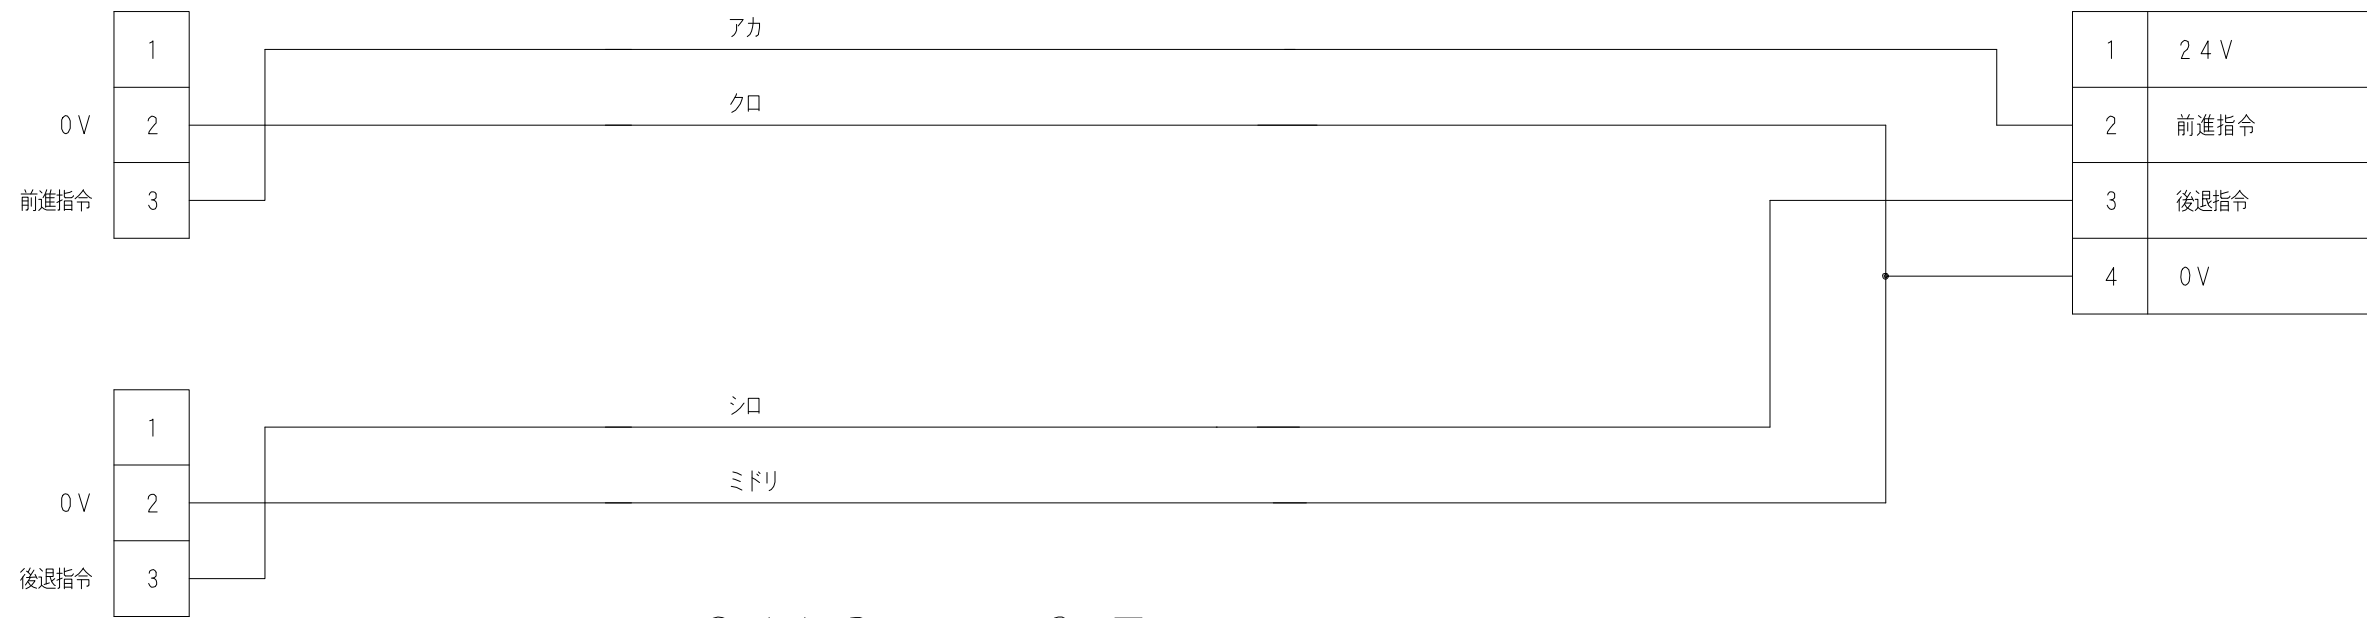 アカ
1
1 24V
クロ
0V 2
2 前進指令
前進指令 3
3 後退指令
4 0V
シロ
1
ミドリ
0V 2
後退指令 3